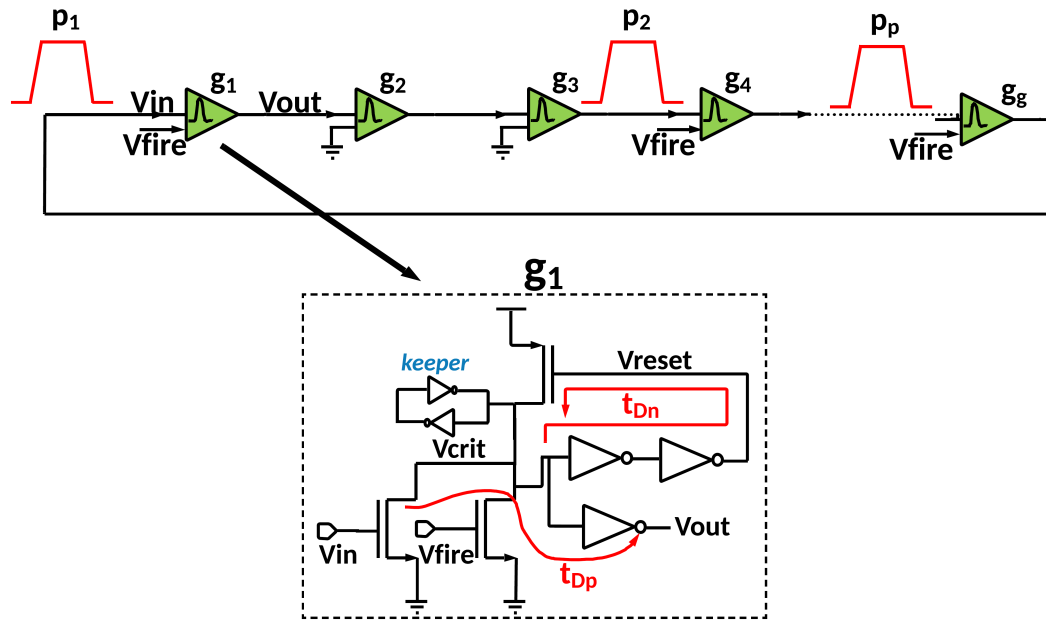 p1
p2
pp
g1
g2
g3
g4
gg
Vin
Vout
Vfire
Vfire
Vfire
g1
keeper
Vreset
tDn
Vcrit
Vin
Vfire
Vout
tDp